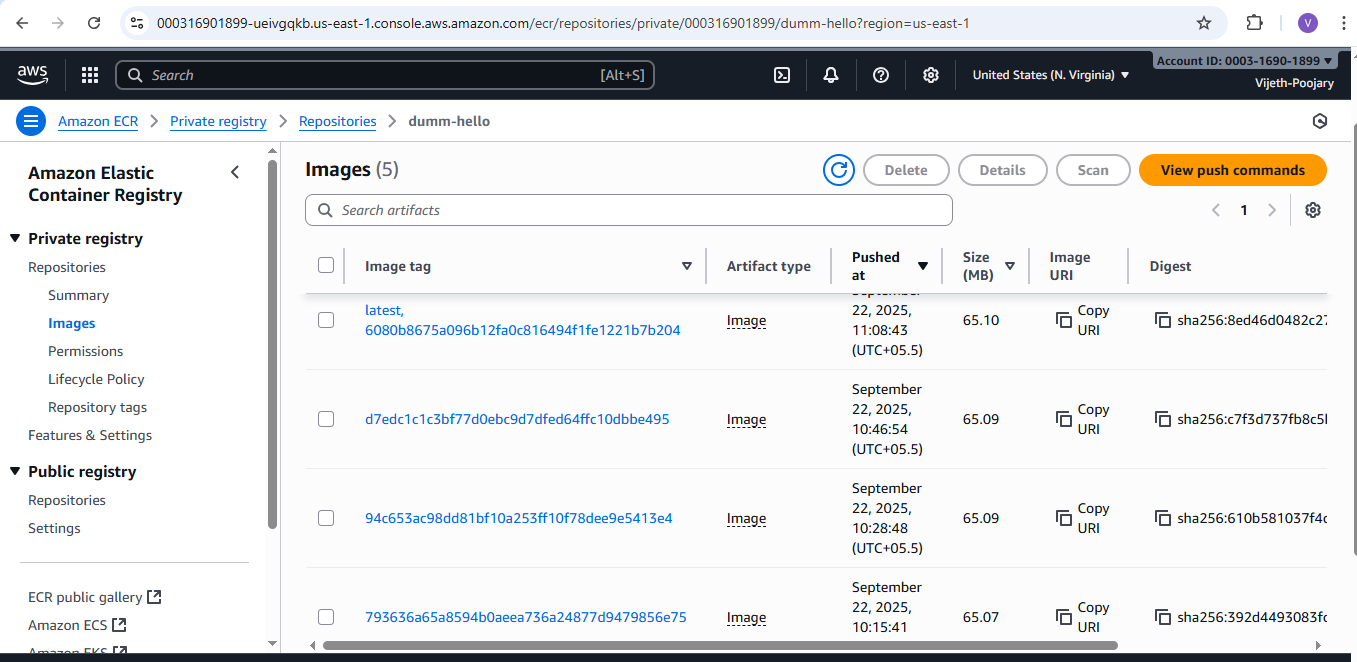 000316901899-ueivgqkb.us-east-1.console.aws.amazon.com/ecr/repositories/private/000316901899/dumm-hello?region=us-east-1
V
aws
Search [Alt+S]
United States (N. Virginia)
Account ID: 0003-1690-1899
Vijeth-Poojary
Amazon ECR > Private registry > Repositories > dumm-hello
Amazon Elastic
Container Registry
Private registry
Repositories
Summary
Images
Permissions
Lifecycle Policy
Repository tags
Features & Settings
Public registry
Repositories
Settings
ECR public gallery
Amazon ECS
Amazon EKS
Images (5)
Delete
Details
Scan
View push commands
Search artifacts
1
Image tag
Artifact type
Pushed
at
Size
(MB)
Image
URI
Digest
latest,
6080b8675a096b12fa0c816494f1fe1221b7b204
Image
September
22, 2025,
11:08:43
(UTC+05.5)
65.10
Copy
URI
sha256:8ed46d0482c27
d7edc1c1c3bf77d0ebc9d7dfed64ffc10dbbe495
Image
September
22, 2025,
10:46:54
(UTC+05.5)
65.09
Copy
URI
sha256:c7f3d737fb8c5
94c653ac98dd81bf10a253ff10f78dee9e5413e4
Image
September
22, 2025,
10:28:48
(UTC+05.5)
65.09
Copy
URI
sha256:610b581037f4
793636a65a8594b0aeea736a24877d9479856e75
Image
September
22, 2025,
10:15:41
65.07
Copy
URI
sha256:392d4493083f